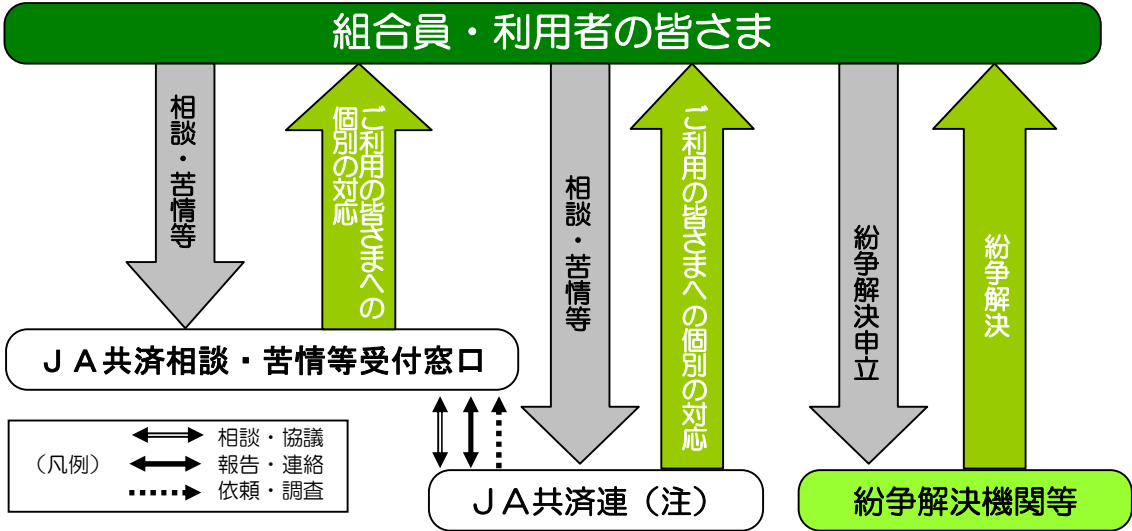 組合員・利用者の皆さま
相談・苦情等
ご利用の皆さまへの
個別の対応
相談・苦情等
ご利用の皆さまへの個別の対応
紛争解決申立
紛争解決
ＪＡ共済相談・苦情等受付窓口
（凡例）
相談・協議
報告・連絡
依頼・調査
ＪＡ共済連（注）
紛争解決機関等